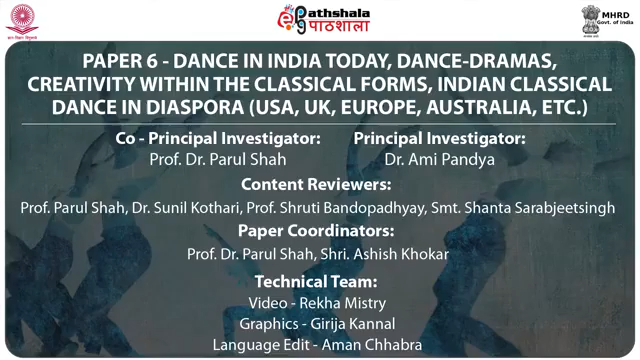 Pathshala
पाठशाला
MHRD
Govt. of India
PAPER 6 - DANCE IN INDIA TODAY, DANCE-DRAMAS,
CREATIVITY WITHIN THE CLASSICAL FORMS, INDIAN CLASSICAL
DANCE IN DIASPORA (USA, UK, EUROPE, AUSTRALIA, ETC.)
Co - Principal Investigator:
Prof. Dr. Parul Shah
Principal Investigator:
Dr. Ami Pandya
Content Reviewers:
Prof. Parul Shah, Dr. Sunil Kothari, Prof. Shruti Bandopadhyay, Smt. Shanta Sarabjeetsingh
Paper Coordinators:
Prof. Dr. Parul Shah, Shri. Ashish Khokar
Technical Team:
Video - Rekha Mistry
Graphics - Girija Kannal
Language Edit - Aman Chhabra